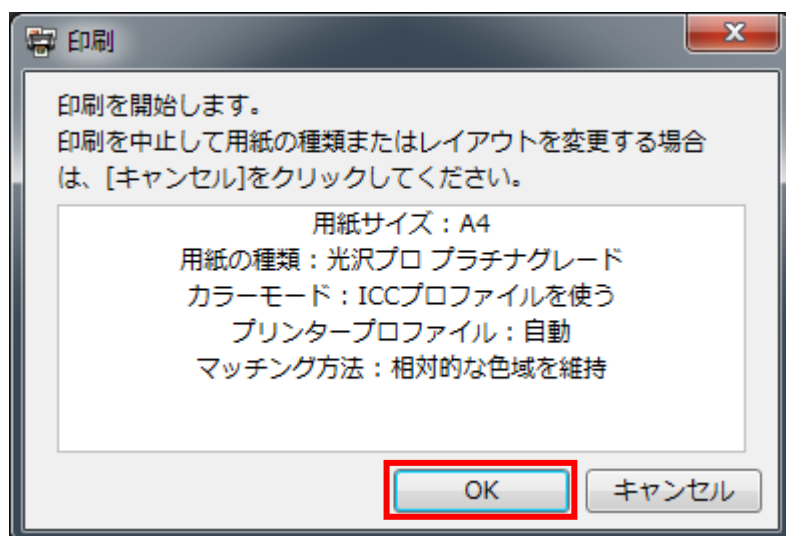 印刷
印刷を開始します。
印刷を中止して用紙の種類またはレイアウトを変更する場合
は、[キャンセル]をクリックしてください。
用紙サイズ：A4
用紙の種類：光沢プロ プラチナグレード
カラーモード：ICCプロファイルを使う
プリンタープロファイル：自動
マッチング方法：相対的な色域を維持
OK
キャンセル